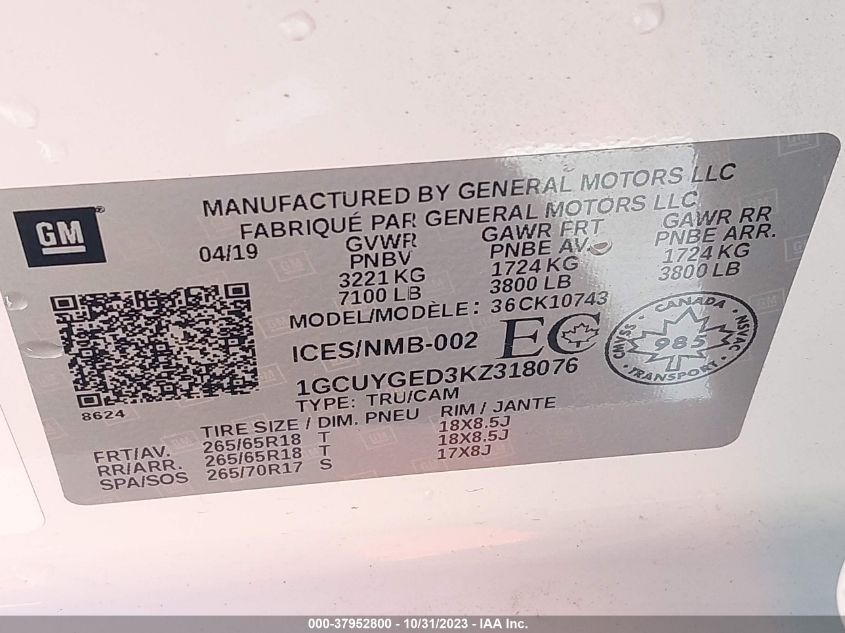 MANUFACTURED BY GENERAL MOTORS LLC
FABRIQUÉ PAR GENERAL MOTORS LLC
GM
04/19
GVWR GAWR FRT GAWR RR
PNBV PNBE AV. PNBE ARR.
3221 KG 1724 KG 1724 KG
7100 LB 3800 LB 3800 LB
MODEL/MODÈLE: 36CK10743
ICES/NMB-002 EC
CANADA
CMVSS NSVAC
985
TRANSPORT
1GCUYGED3KZ318076
8624
TYPE: TRU/CAM
TIRE SIZE / DIM. PNEU RIM / JANTE
FRT/AV. 265/65R18 T 18X8.5J
RR/ARR. 265/65R18 T 18X8.5J
SPA/SOS 265/70R17 S 17X8J
000-37952800 - 10/31/2023 - IAA Inc.